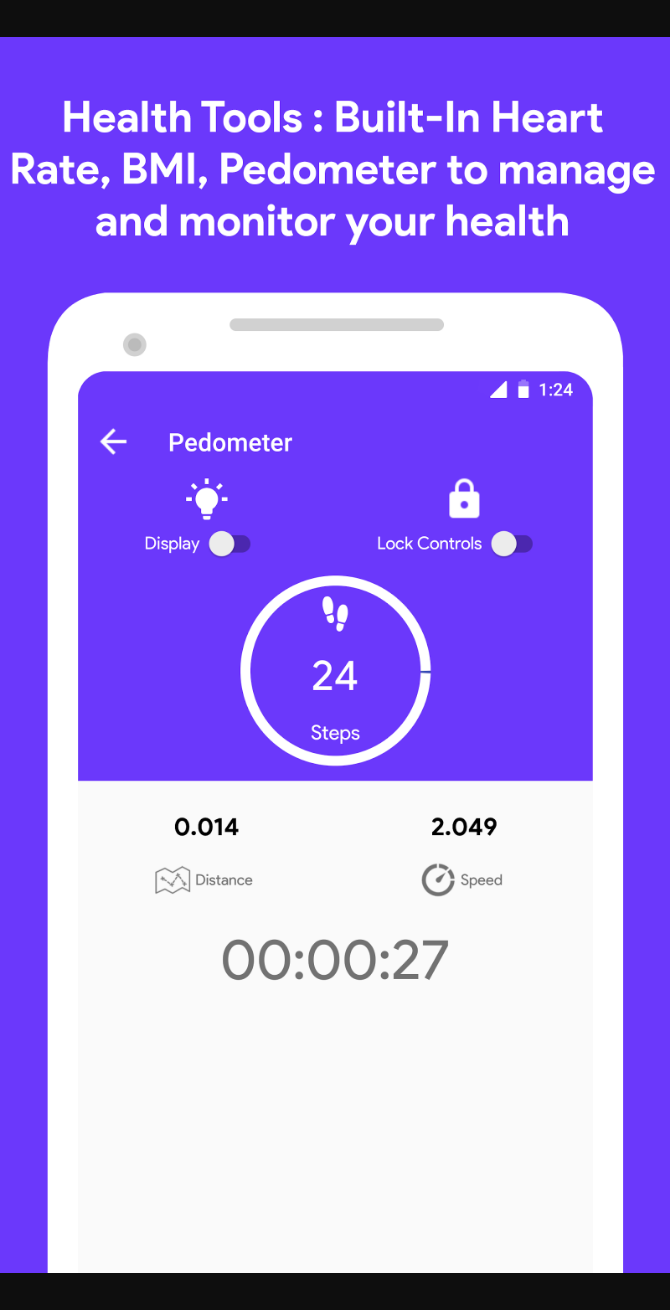 Health Tools : Built-In Heart
Rate, BMI, Pedometer to manage
and monitor your health
1:24
Pedometer
Display
Lock Controls
24
Steps
0.014
2.049
Distance
Speed
00:00:27